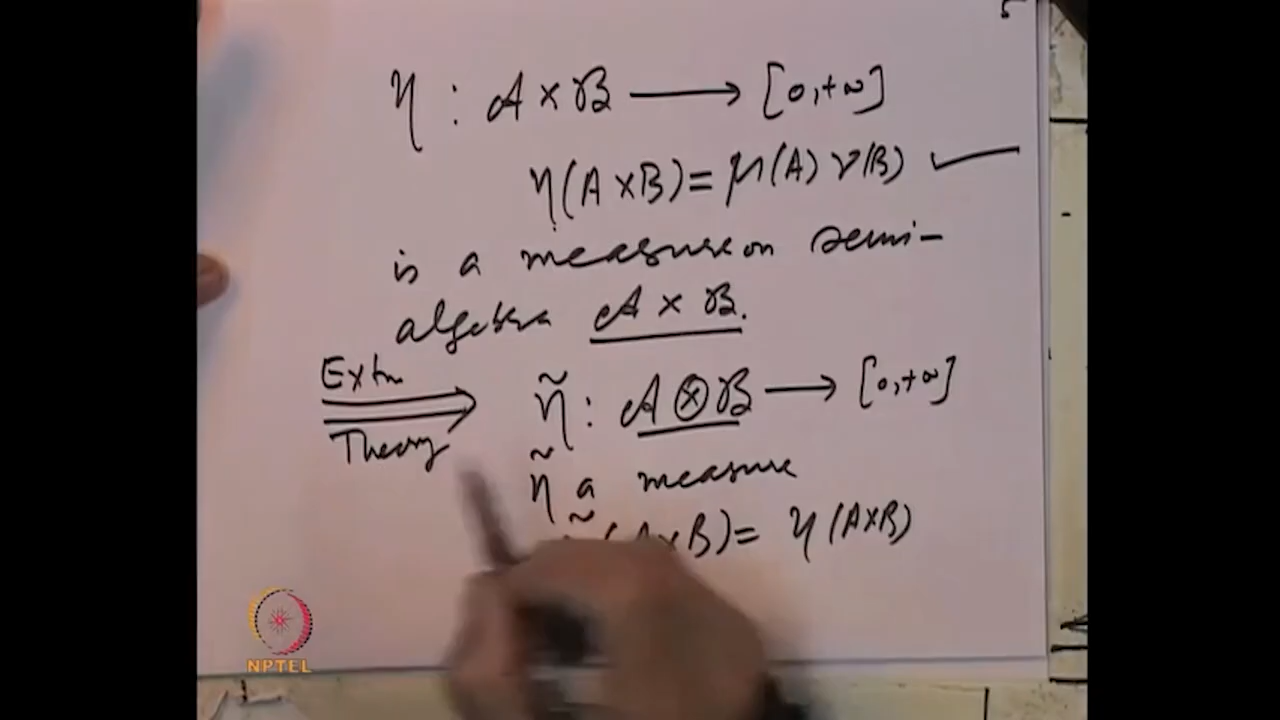 η : 𝒜 × ℬ ⟶ [0,+∞]
η(A×B) = μ(A) ν(B) ✓
is a measure on semi-
algebra 𝒜 × ℬ.
Extn
Theory
⟹ η̃ : 𝒜 ⊗ ℬ ⟶ [0,+∞]
η̃ a measure
(A×B) = η(A×B)
NPTEL